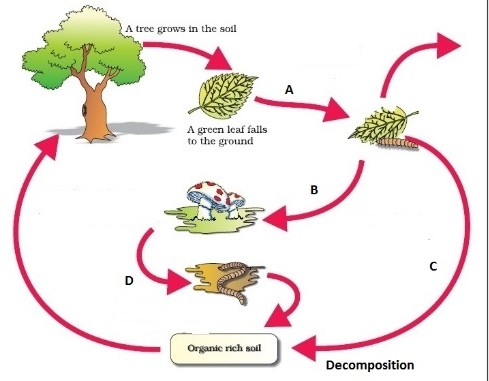 A tree grows in the soil
A
A green leaf falls
to the ground
B
C
D
Organic rich soil
Decomposition